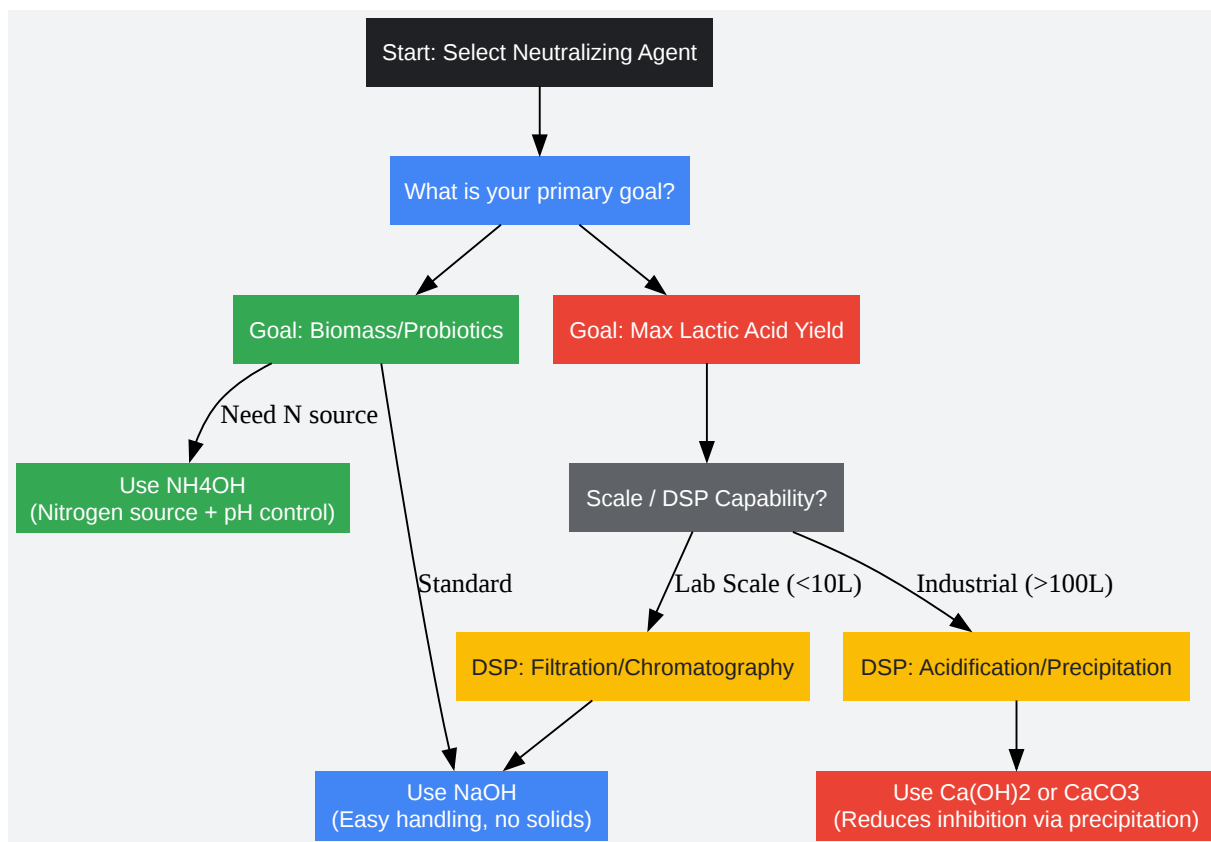 Start: Select Neutralizing Agent
What is your primary goal?
Goal: Biomass/Probiotics
Goal: Max Lactic Acid Yield
Need N source
Use NH4OH
(Nitrogen source + pH control)
Scale / DSP Capability?
Standard
Lab Scale (<10L)
Industrial (>100L)
DSP: Filtration/Chromatography
DSP: Acidification/Precipitation
Use NaOH
(Easy handling, no solids)
Use Ca(OH)2 or CaCO3
(Reduces inhibition via precipitation)